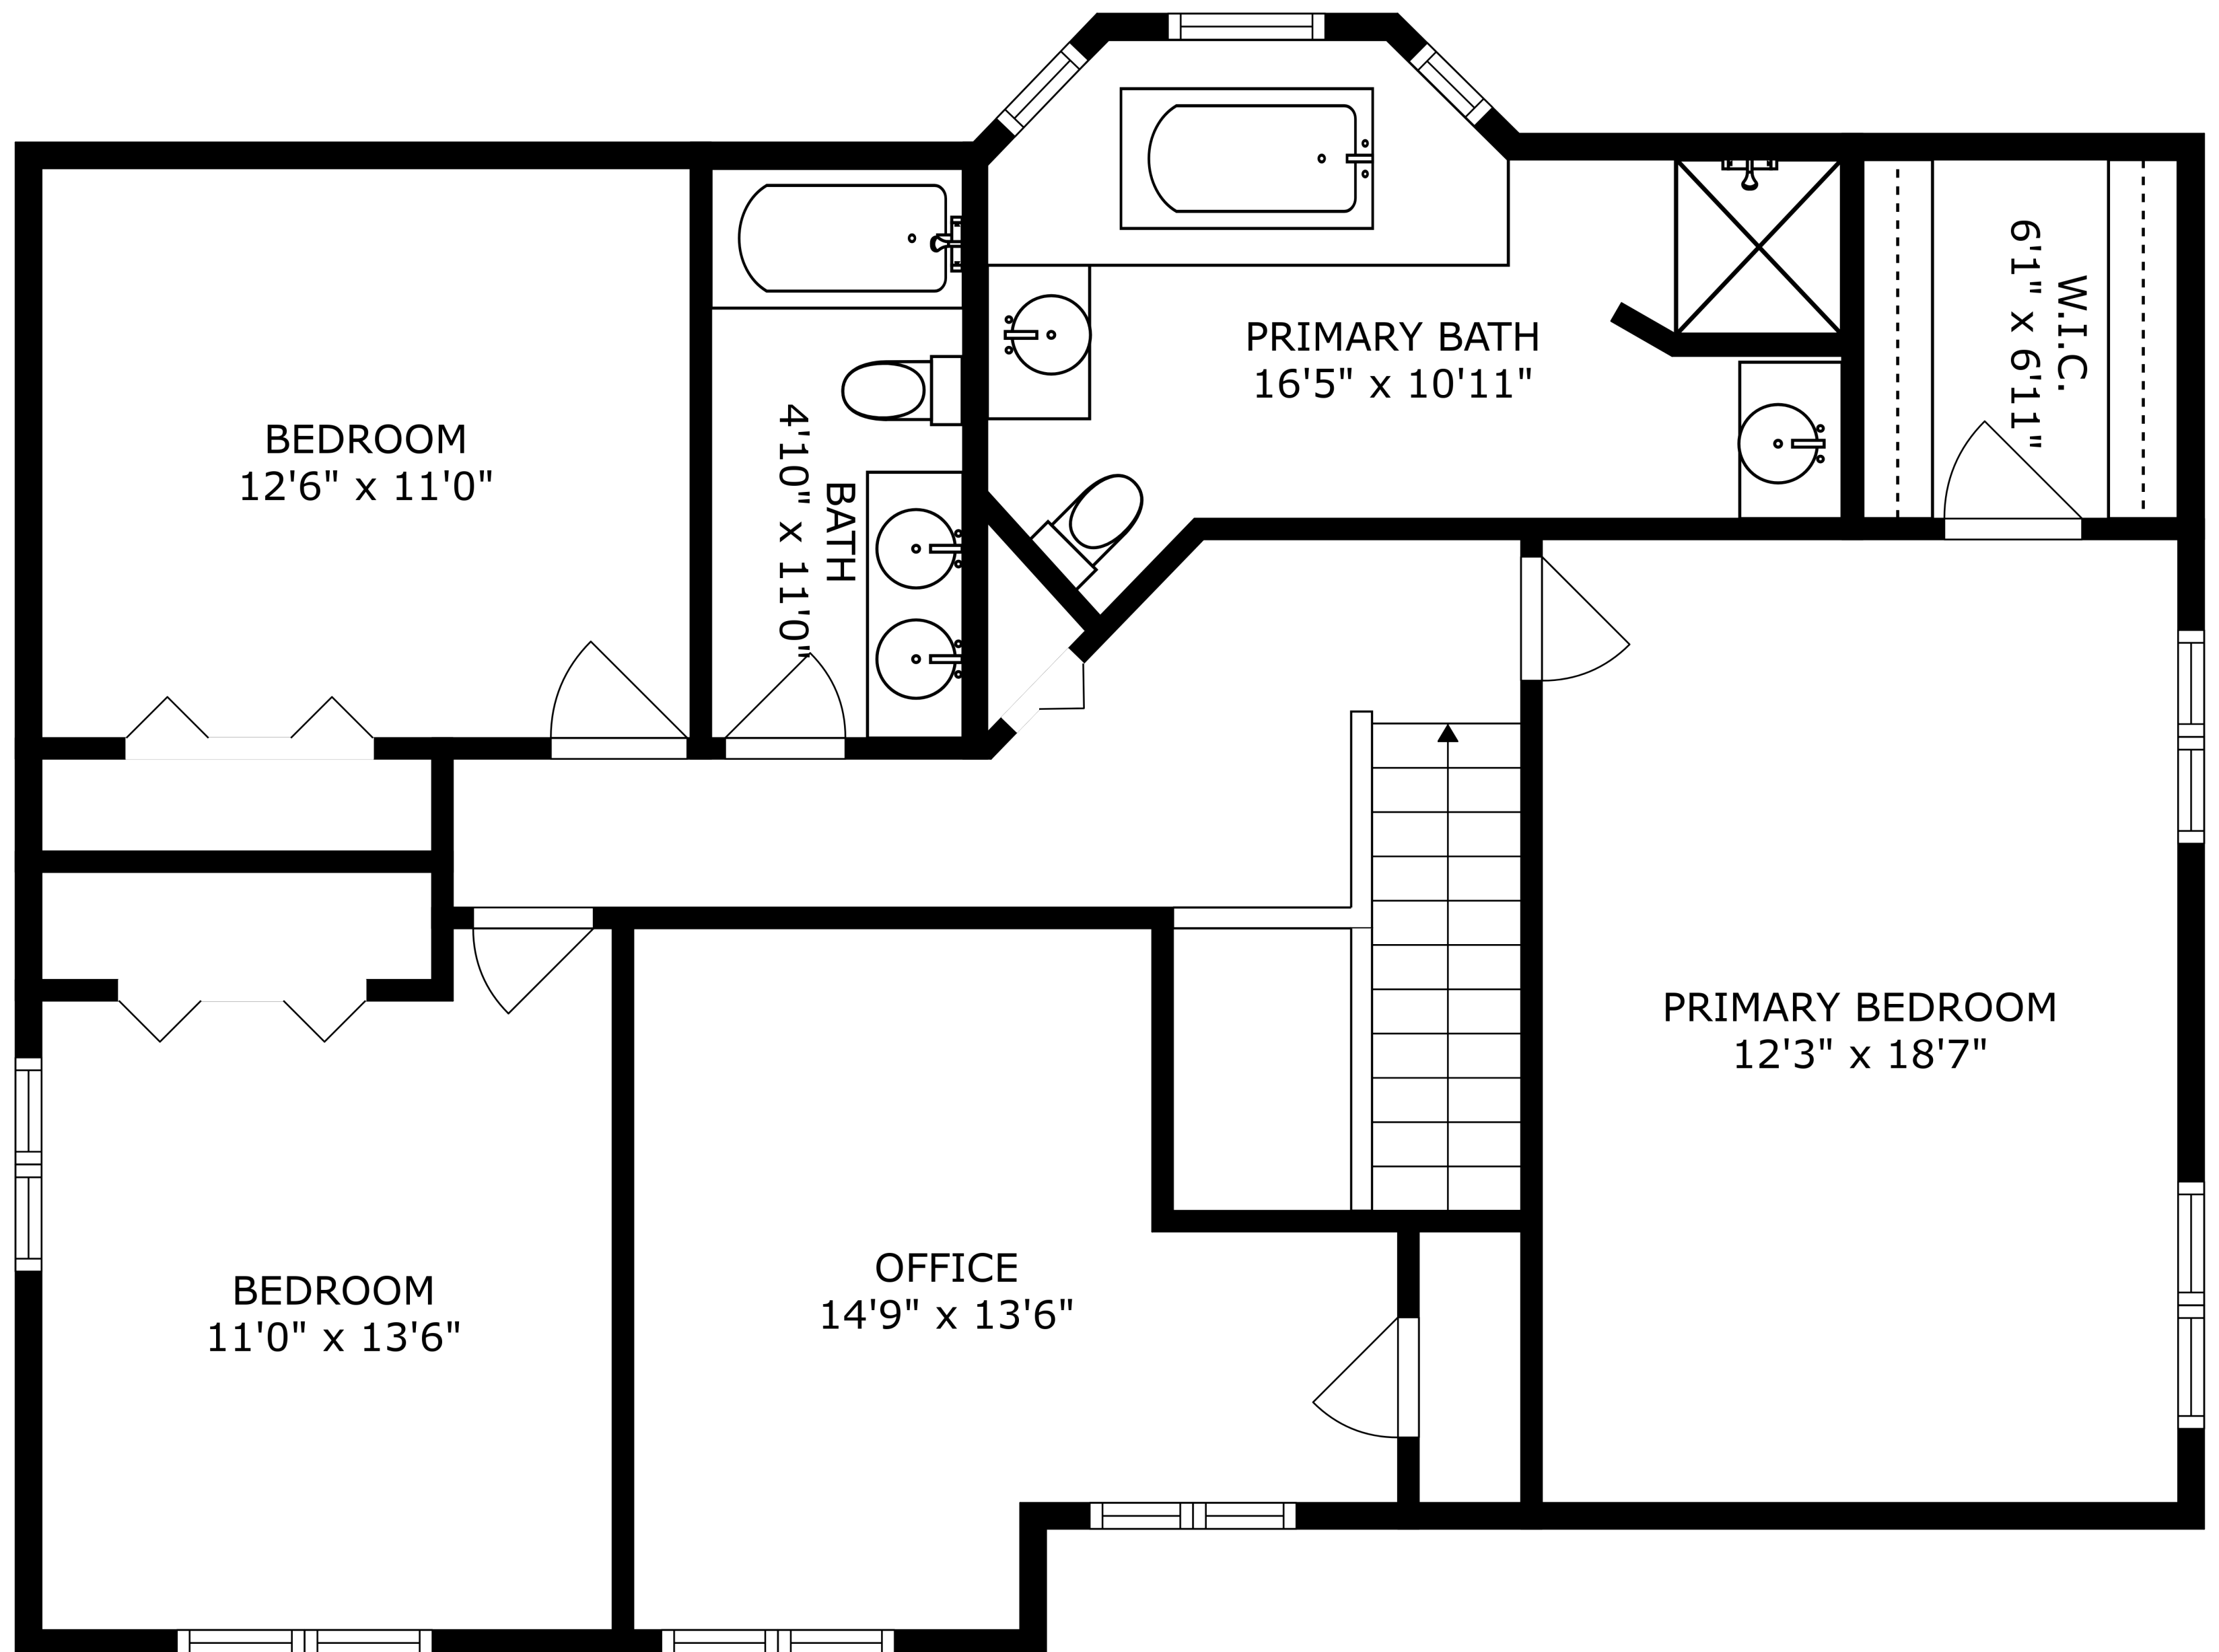 PRIMARY BATH
16'5" x 10'11"
W.I.C.
6'1" x 6'11"
BEDROOM
12'6" x 11'0"
BATH
4'10" x 11'0"
PRIMARY BEDROOM
12'3" x 18'7"
OFFICE
14'9" x 13'6"
BEDROOM
11'0" x 13'6"